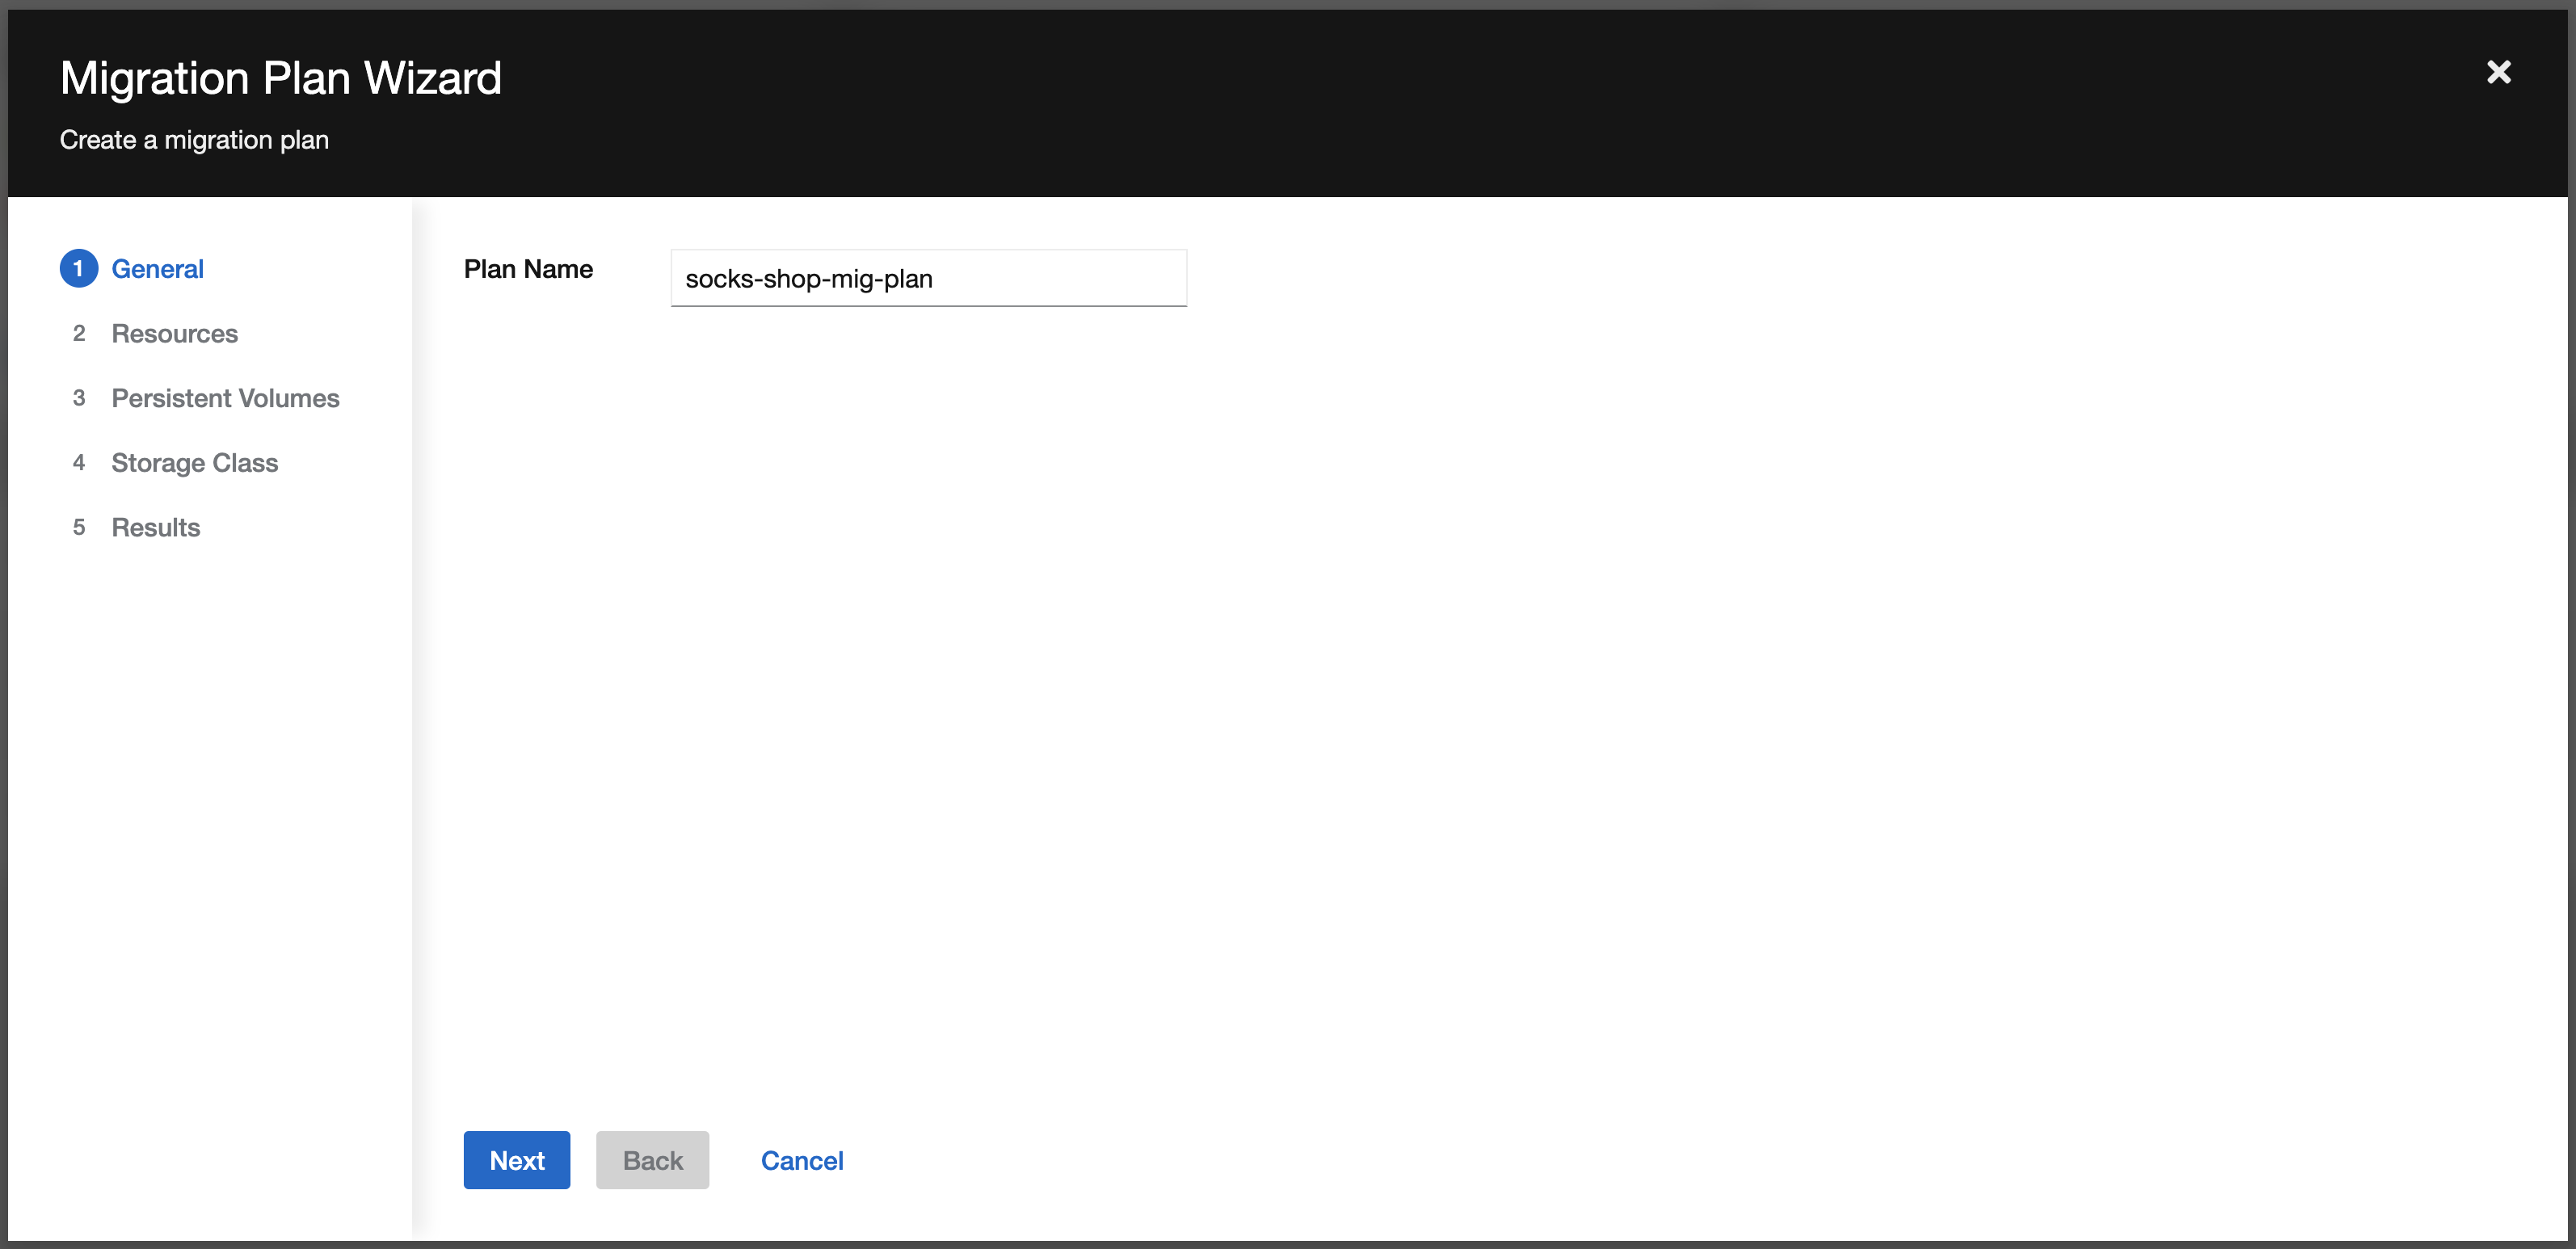 Migration Plan Wizard
Create a migration plan
1 General
2 Resources
3 Persistent Volumes
4 Storage Class
5 Results
Plan Name
socks-shop-mig-plan
Next Back Cancel